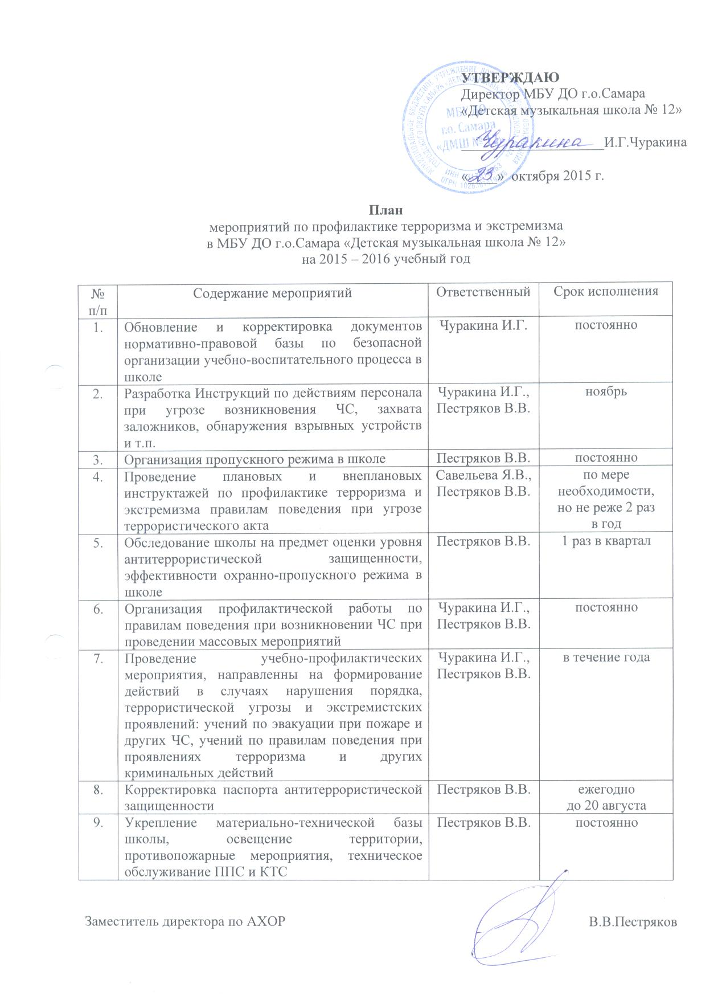 УТВЕРЖДАЮ
Директор МБУ ДО г.о.Самара
«Детская музыкальная школа № 12»
Чуракина И.Г.Чуракина
«23» октября 2015 г.
МБУ ДО
г.о. Самара
«ДМШ №
План
мероприятий по профилактике терроризма и экстремизма
в МБУ ДО г.о.Самара «Детская музыкальная школа № 12»
на 2015 – 2016 учебный год
№ п/п
Содержание мероприятий
Ответственный
Срок исполнения
1.
Обновление и корректировка документов
нормативно-правовой базы по безопасной
организации учебно-воспитательного процесса в
школе
Чуракина И.Г.
постоянно
2.
Разработка Инструкций по действиям персонала
при угрозе возникновения ЧС, захвата
заложников, обнаружения взрывных устройств
и т.п.
Чуракина И.Г.,
Пестряков В.В.
ноябрь
3.
Организация пропускного режима в школе
Пестряков В.В.
постоянно
4.
Проведение плановых и внеплановых
инструктажей по профилактике терроризма и
экстремизма правилам поведения при угрозе
террористического акта
Савельева Я.В.,
Пестряков В.В.
по мере
необходимости,
но не реже 2 раз
в год
5.
Обследование школы на предмет оценки уровня
антитеррористической защищенности,
эффективности охранно-пропускного режима в
школе
Пестряков В.В.
1 раз в квартал
6.
Организация профилактической работы по
правилам поведения при возникновении ЧС при
проведении массовых мероприятий
Чуракина И.Г.,
Пестряков В.В.
постоянно
7.
Проведение учебно-профилактических
мероприятия, направленны на формирование
действий в случаях нарушения порядка,
террористической угрозы и экстремистских
проявлений: учений по эвакуации при пожаре и
других ЧС, учений по правилам поведения при
проявлениях терроризма и других
криминальных действий
Чуракина И.Г.,
Пестряков В.В.
в течение года
8.
Корректировка паспорта антитеррористической
защищенности
Пестряков В.В.
ежегодно
до 20 августа
9.
Укрепление материально-технической базы
школы, освещение территории,
противопожарные мероприятия, техническое
обслуживание ППС и КТС
Пестряков В.В.
постоянно
Заместитель директора по АХОР В.В.Пестряков